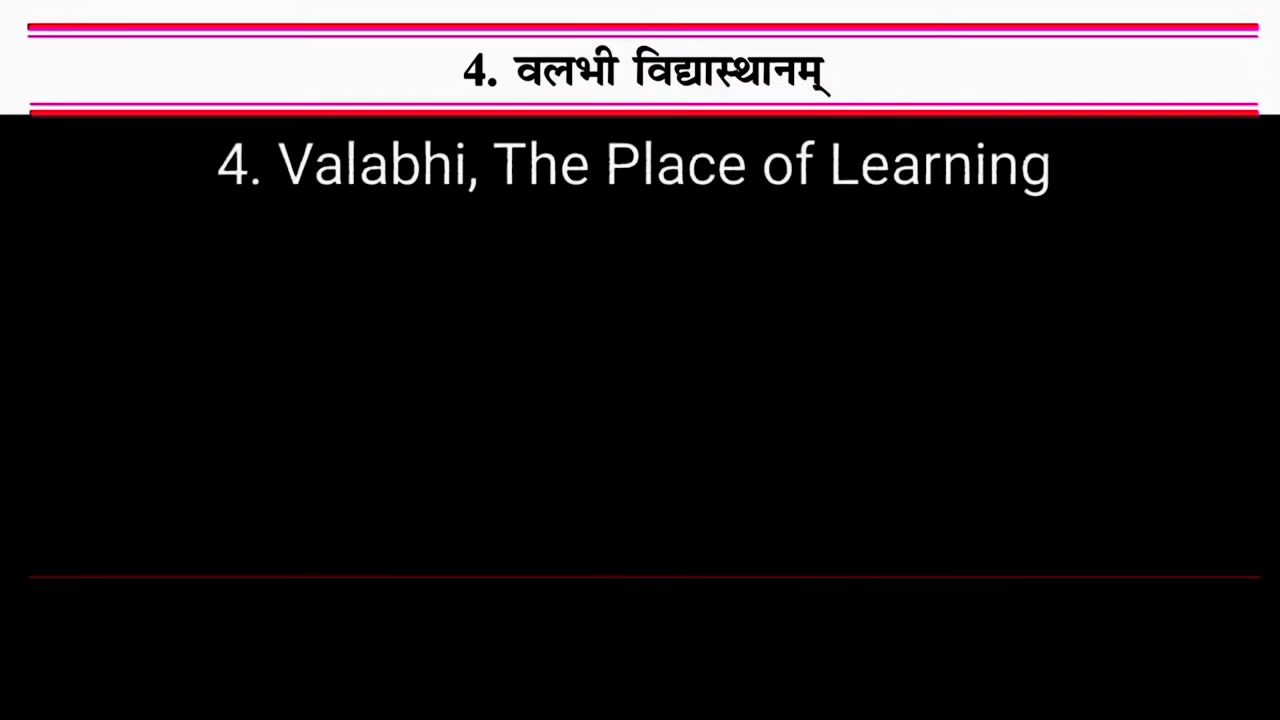 4. वलभी विद्यास्थानम्
4. Valabhi, The Place of Learning